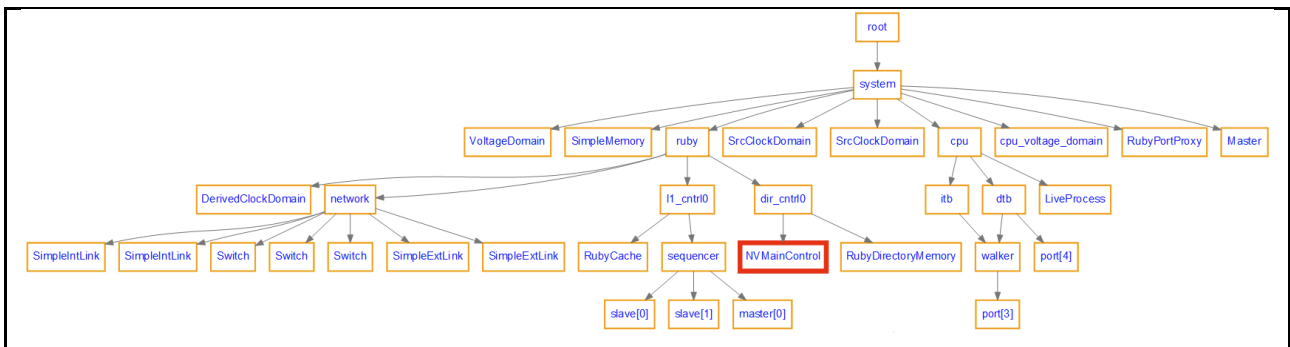 root
system
VoltageDomain
SimpleMemory
ruby
SrcClockDomain
SrcClockDomain
cpu
cpu_voltage_domain
RubyPortProxy
Master
DerivedClockDomain
network
l1_cntrl0
dir_cntrl0
itb
dtb
LiveProcess
SimpleIntLink
SimpleIntLink
Switch
Switch
Switch
SimpleExtLink
SimpleExtLink
RubyCache
sequencer
NVMainControl
RubyDirectoryMemory
walker
port[4]
slave[0]
slave[1]
master[0]
port[3]